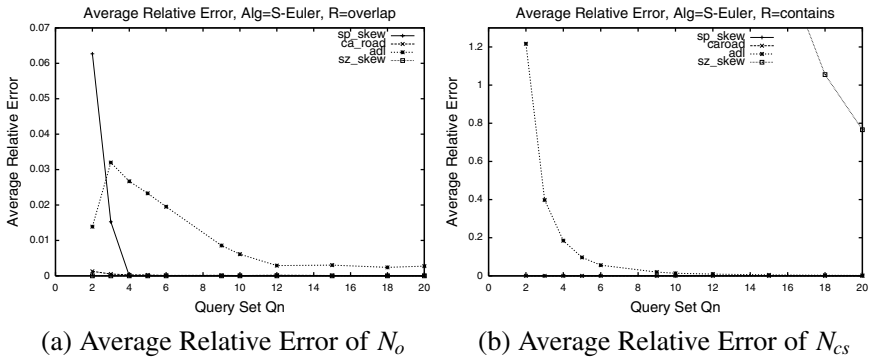 Average Relative Error, Alg=S-Euler, R=overlap
0.07
0.06
0.05
0.04
0.03
0.02
0.01
0
Average Relative Error
sp_skew
ca_road
adl
sz_skew
0 2 4 6 8 10 12 14 16 18 20
Query Set Qn
(a) Average Relative Error of No
Average Relative Error, Alg=S-Euler, R=contains
1.2
1
0.8
0.6
0.4
0.2
0
Average Relative Error
sp_skew
caroad
adl
sz_skew
0 2 4 6 8 10 12 14 16 18 20
Query Set Qn
(b) Average Relative Error of Ncs